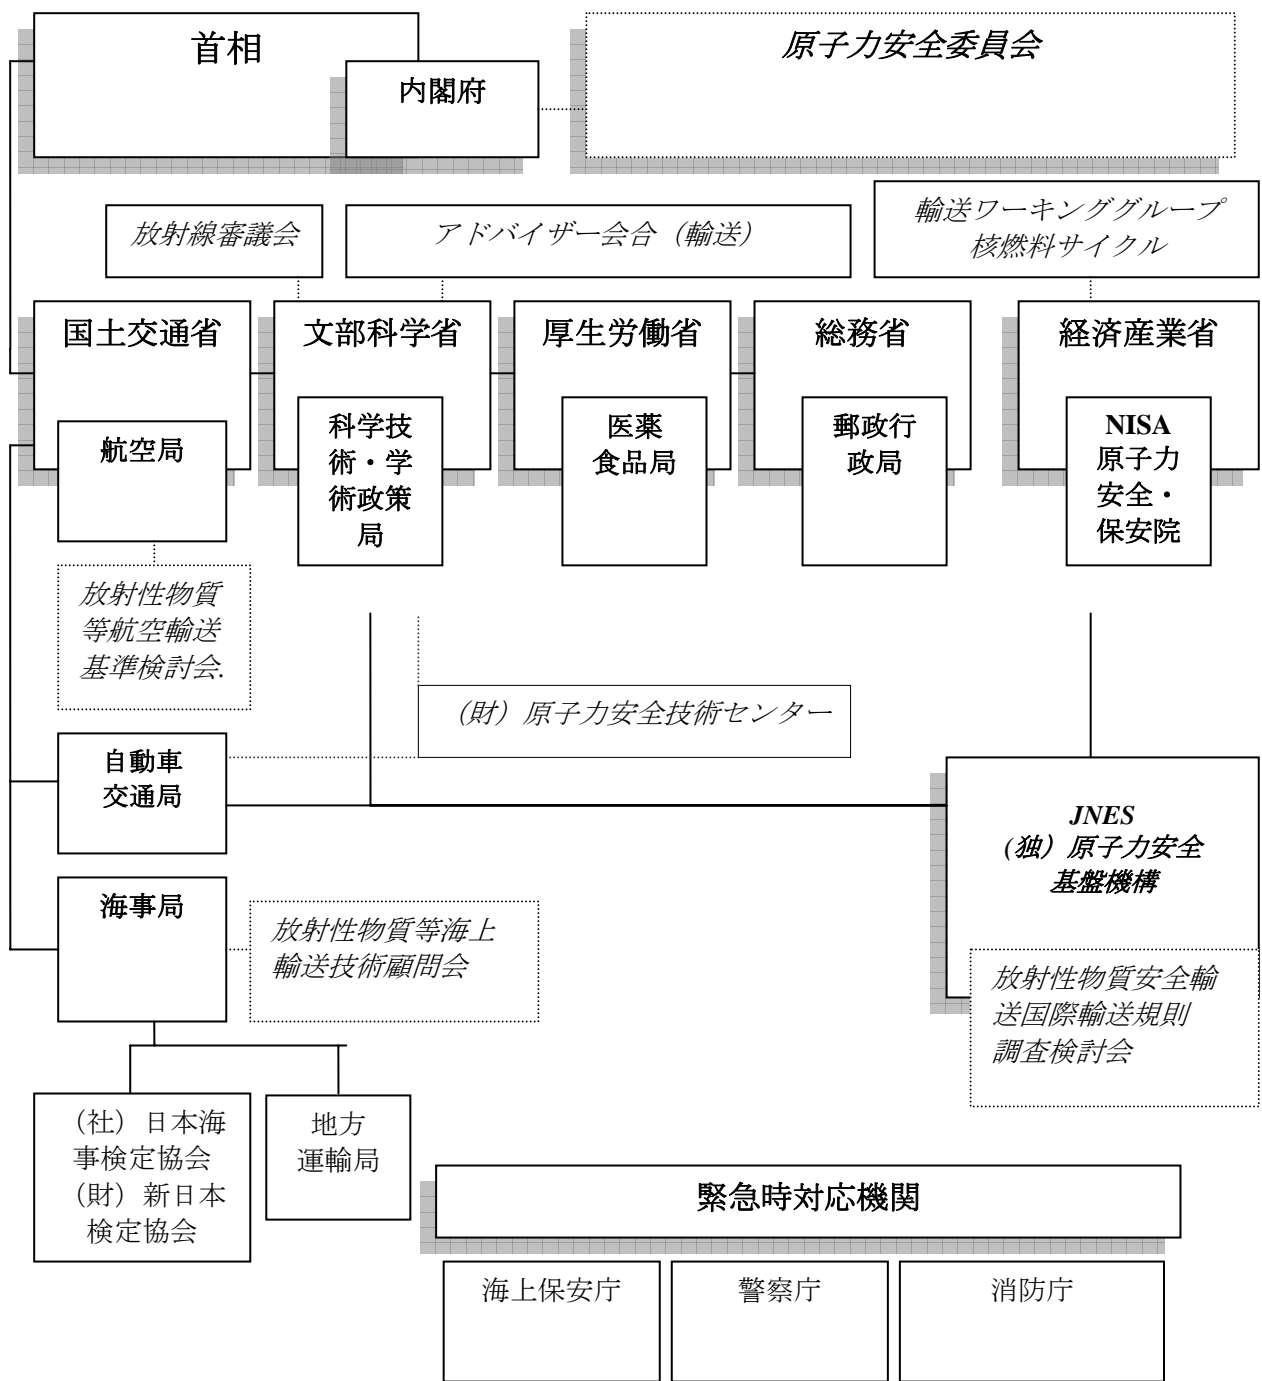 首相
内閣府
原子力安全委員会
放射線審議会
アドバイザー会合（輸送）
輸送ワーキンググループ
核燃料サイクル
国土交通省
文部科学省
厚生労働省
総務省
経済産業省
航空局
科学技
術・学
術政策
局
医薬
食品局
郵政行
政局
NISA
原子力
安全・
保安院
放射性物質
等航空輸送
基準検討会.
（財）原子力安全技術センター
自動車
交通局
JNES
(独）原子力安全
基盤機構
海事局
放射性物質等海上
輸送技術顧問会
放射性物質安全輸
送国際輸送規則
調査検討会
（社）日本海
事検定協会
（財）新日本
検定協会
地方
運輸局
緊急時対応機関
海上保安庁
警察庁
消防庁